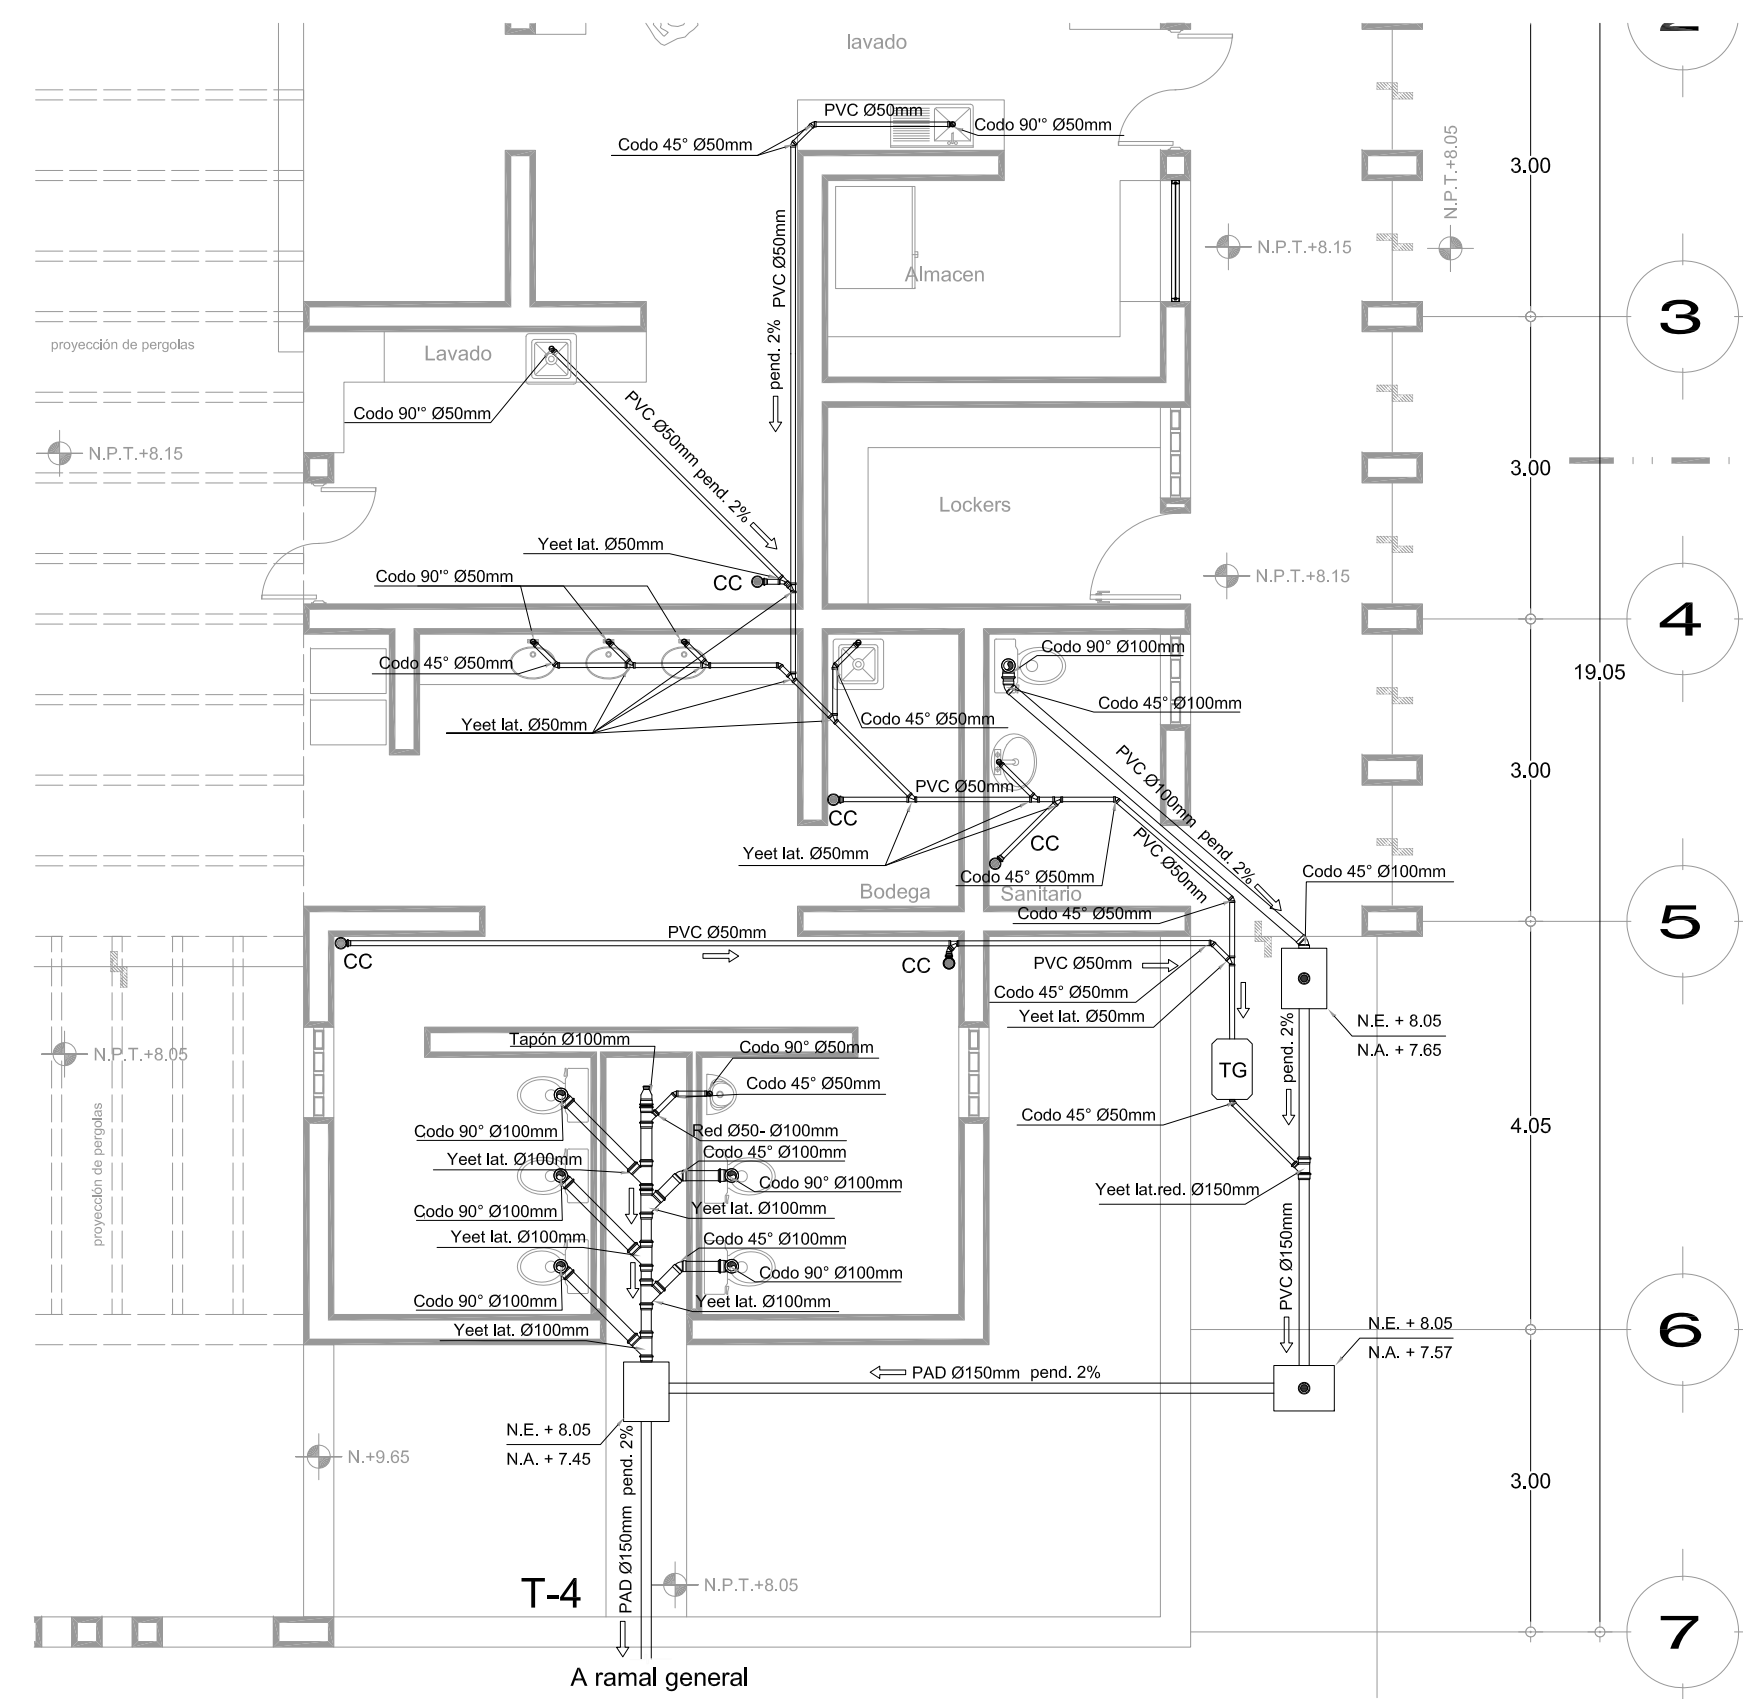 lavado
PVC Ø50mm
Codo 90'° Ø50mm
Codo 45° Ø50mm
3.00
N.P.T.+8.05
pend. 2% PVC Ø50mm
N.P.T.+8.15
Almacen
3
proyección de pergolas
Lavado
Codo 90'° Ø50mm
PVC Ø50mm pend. 2%
N.P.T.+8.15
3.00
Lockers
Yeet lat. Ø50mm
CC
Codo 90'° Ø50mm
N.P.T.+8.15
4
Codo 45° Ø50mm
Codo 90° Ø100mm
19.05
Codo 45° Ø100mm
Yeet lat. Ø50mm
Codo 45° Ø50mm
PVC Ø100mm pend. 2%
3.00
PVC Ø50mm
CC
CC
PVC Ø50mm
Yeet lat. Ø50mm
Codo 45° Ø50mm
Codo 45° Ø100mm
Bodega
Sanitario
Codo 45° Ø50mm
5
PVC Ø50mm
CC
CC
PVC Ø50mm
Codo 45° Ø50mm
Yeet lat. Ø50mm
N.E. + 8.05
N.A. + 7.65
pend. 2%
N.P.T.+8.05
Tapón Ø100mm
Codo 90° Ø50mm
TG
Codo 45° Ø50mm
Codo 45° Ø50mm
4.05
proyección de pergolas
Codo 90° Ø100mm
Red Ø50- Ø100mm
Codo 45° Ø100mm
Yeet lat. Ø100mm
Codo 90° Ø100mm
Yeet lat.red. Ø150mm
Codo 90° Ø100mm
Yeet lat. Ø100mm
Yeet lat. Ø100mm
Codo 45° Ø100mm
PVC Ø150mm
Codo 90° Ø100mm
Codo 90° Ø100mm
Yeet lat. Ø100mm
Yeet lat. Ø100mm
6
N.E. + 8.05
N.A. + 7.57
PAD Ø150mm pend. 2%
N.E. + 8.05
N.A. + 7.45
N.+9.65
PAD Ø150mm pend. 2%
3.00
T-4
N.P.T.+8.05
7
A ramal general